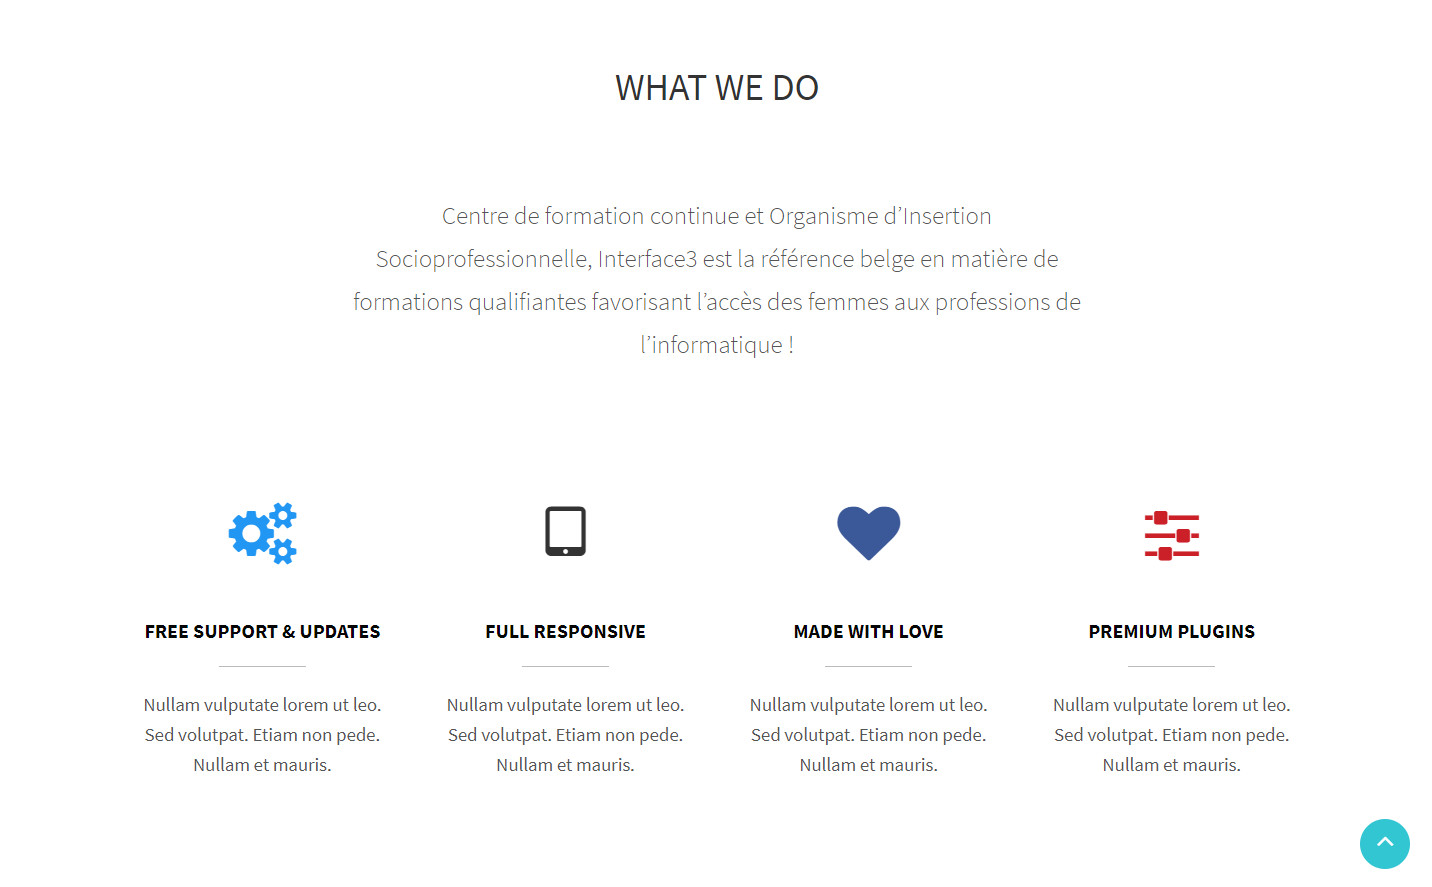 WHAT WE DO
Centre de formation continue et Organisme d’Insertion
Socioprofessionnelle, Interface3 est la référence belge en matière de
formations qualifiantes favorisant l’accès des femmes aux professions de
l’informatique !
FREE SUPPORT & UPDATES
Nullam vulputate lorem ut leo.
Sed volutpat. Etiam non pede.
Nullam et mauris.
FULL RESPONSIVE
Nullam vulputate lorem ut leo.
Sed volutpat. Etiam non pede.
Nullam et mauris.
MADE WITH LOVE
Nullam vulputate lorem ut leo.
Sed volutpat. Etiam non pede.
Nullam et mauris.
PREMIUM PLUGINS
Nullam vulputate lorem ut leo.
Sed volutpat. Etiam non pede.
Nullam et mauris.